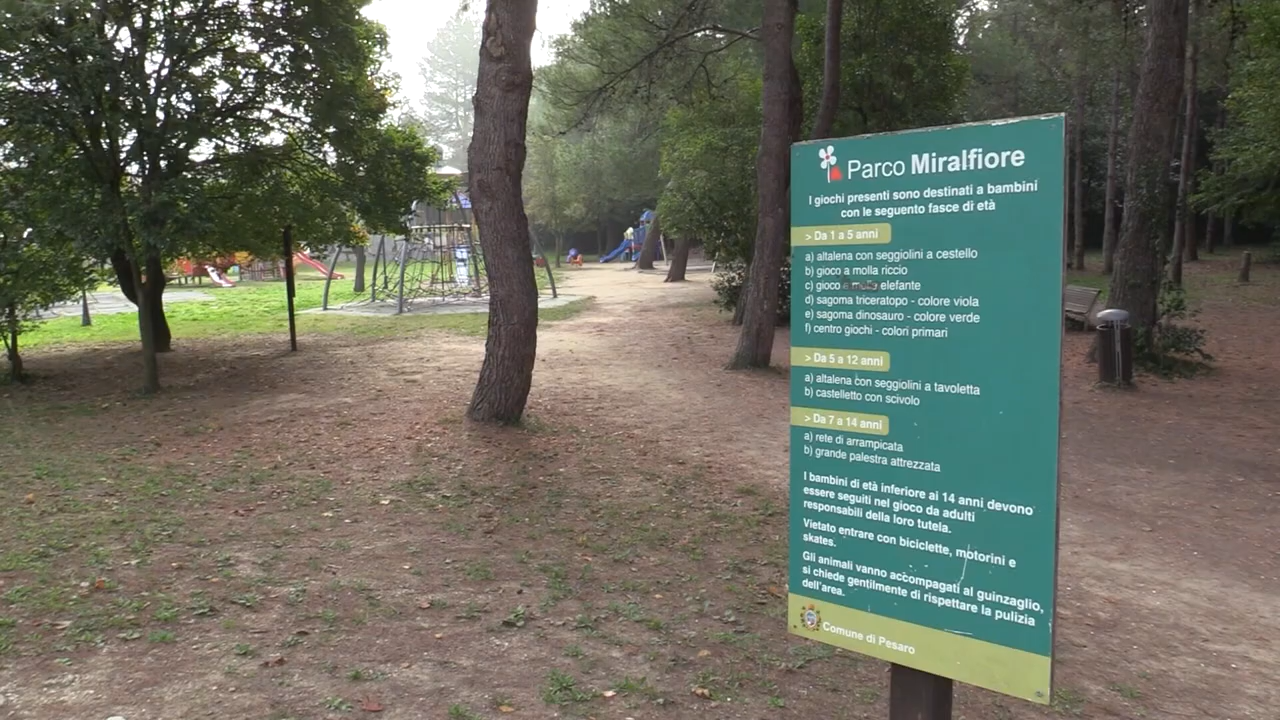 Parco Miralfiore
I giochi presenti sono destinati a bambini
con le seguento fasce di età
> Da 1 a 5 anni
a) altalena con seggiolini a cestello
b) gioco a molla riccio
c) gioco a molla elefante
d) sagoma triceratopo - colore viola
e) sagoma dinosauro - colore verde
f) centro giochi - colori primari
> Da 5 a 12 anni
a) altalena con seggiolini a tavoletta
b) castelletto con scivolo
> Da 7 a 14 anni
a) rete di arrampicata
b) grande palestra attrezzata
I bambini di età inferiore ai 14 anni devono
essere seguiti nel gioco da adulti
responsabili della loro tutela.
Vietato entrare con biciclette, motorini e
skates.
Gli animali vanno accompagati al guinzaglio,
si chiede gentilmente di rispettare la pulizia
dell'area.
Comune di Pesaro